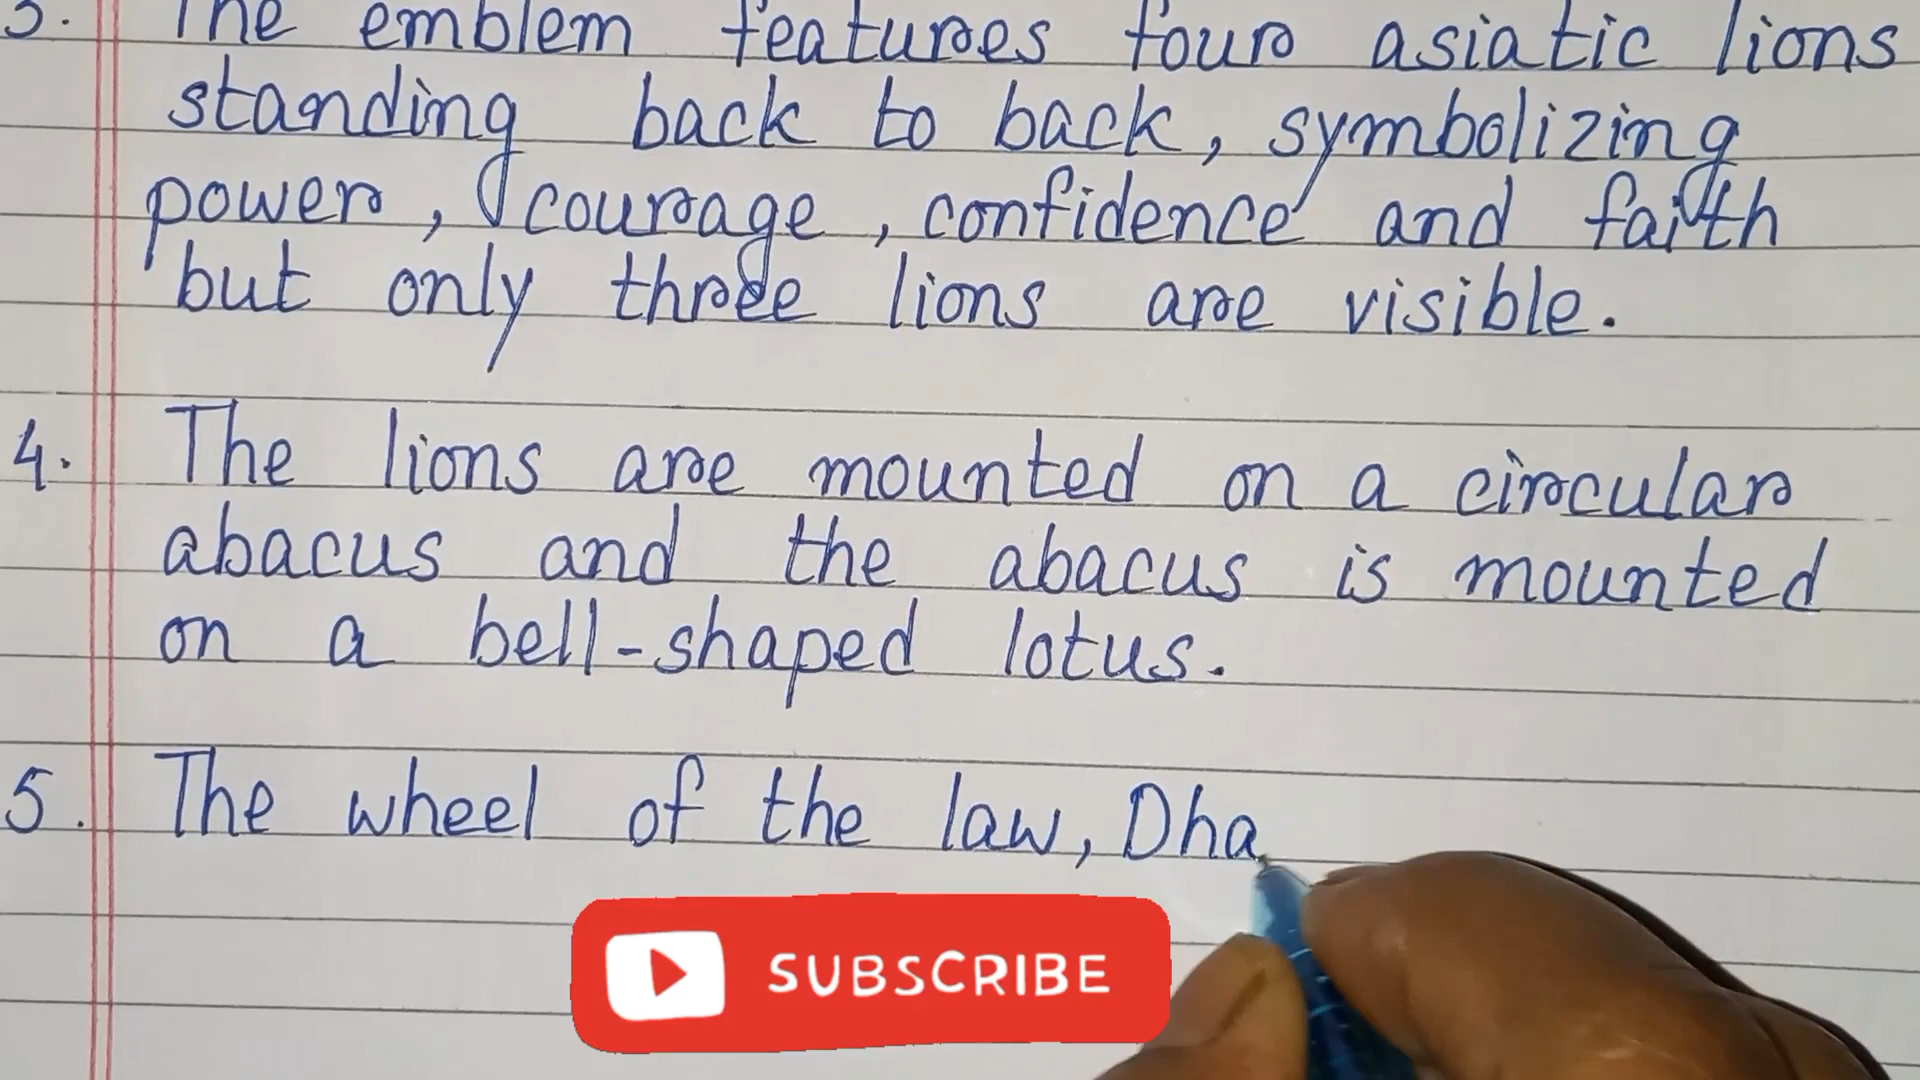 3. The emblem features four asiatic lions
standing back to back, symbolizing
power, courage, confidence and faith
but only three lions are visible.
4. The lions are mounted on a circular
abacus and the abacus is mounted
on a bell-shaped lotus.
5. The wheel of the law, Dha
SUBSCRIBE